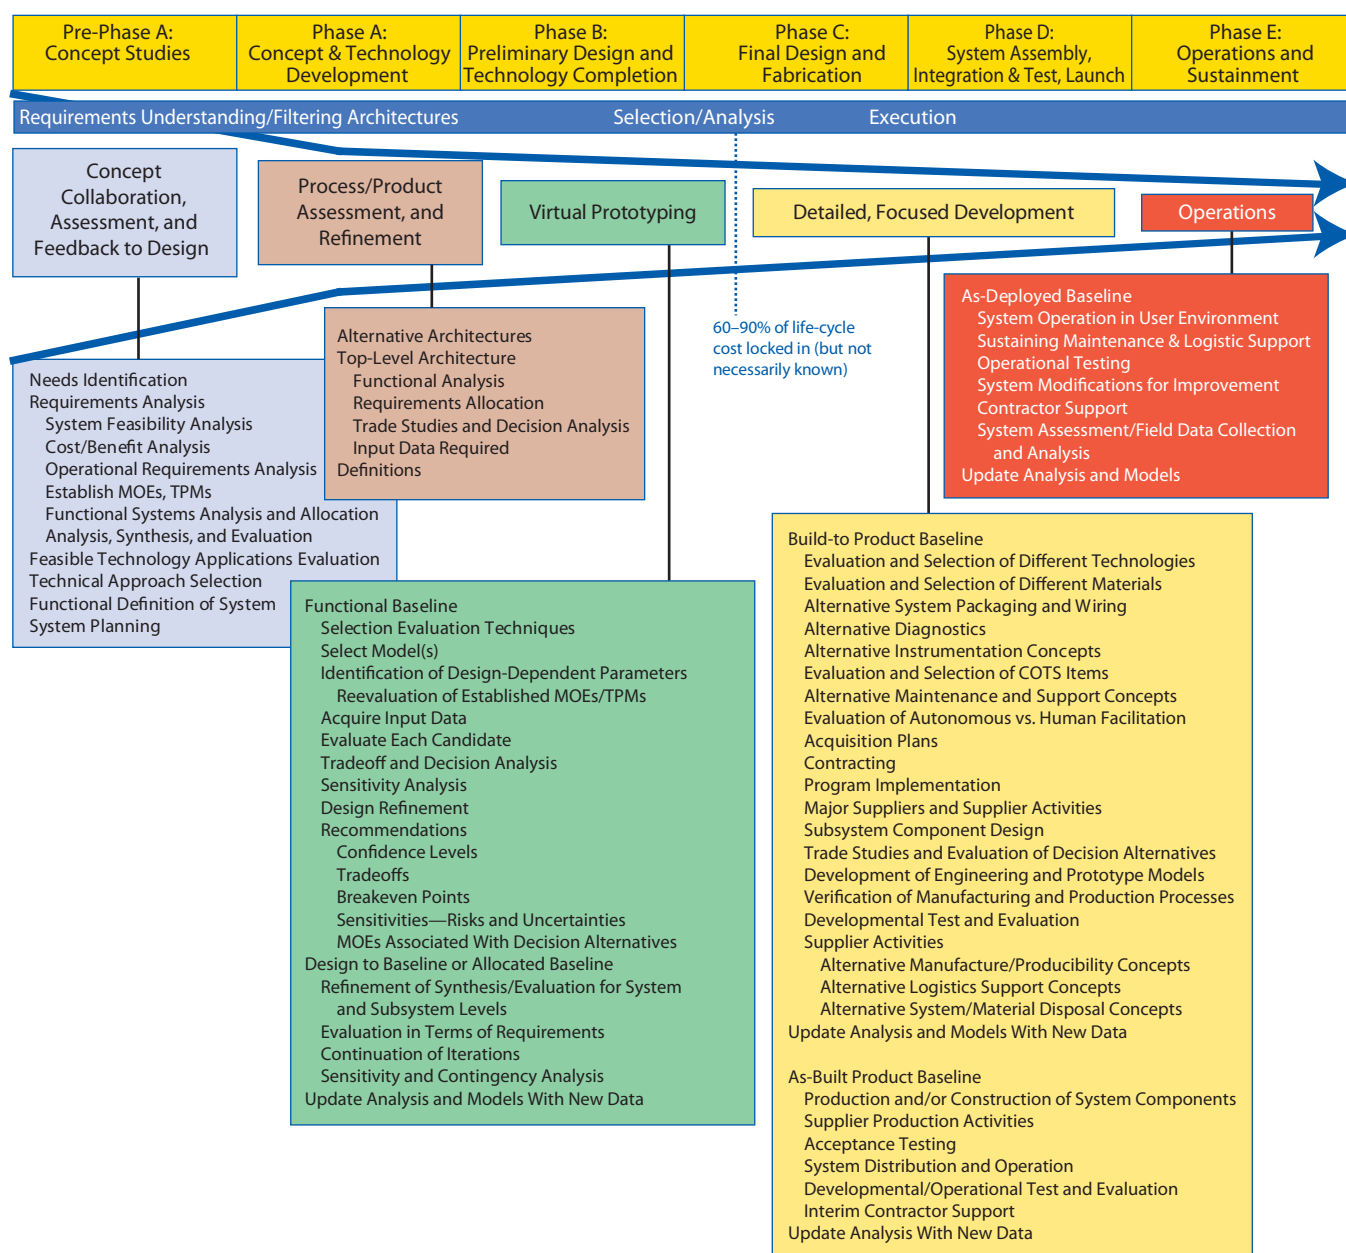 Pre-Phase A:
Concept Studies
Phase A:
Concept & Technology
Development
Phase B:
Preliminary Design and
Technology Completion
Phase C:
Final Design and
Fabrication
Phase D:
System Assembly,
Integration & Test, Launch
Phase E:
Operations and
Sustainment
Requirements Understanding/Filtering Architectures
Selection/Analysis
Execution
Concept
Collaboration,
Assessment, and
Feedback to Design
Process/Product
Assessment, and
Refinement
Virtual Prototyping
Detailed, Focused Development
Operations
60–90% of life-cycle
cost locked in (but not
necessarily known)
Needs Identification
Requirements Analysis
System Feasibility Analysis
Cost/Benefit Analysis
Operational Requirements Analysis
Establish MOEs, TPMs
Functional Systems Analysis and Allocation
Analysis, Synthesis, and Evaluation
Feasible Technology Applications Evaluation
Technical Approach Selection
Functional Definition of System
System Planning
Alternative Architectures
Top-Level Architecture
Functional Analysis
Requirements Allocation
Trade Studies and Decision Analysis
Input Data Required
Definitions
Functional Baseline
Selection Evaluation Techniques
Select Model(s)
Identification of Design-Dependent Parameters
Reevaluation of Established MOEs/TPMs
Acquire Input Data
Evaluate Each Candidate
Tradeoff and Decision Analysis
Sensitivity Analysis
Design Refinement
Recommendations
Confidence Levels
Tradeoffs
Breakeven Points
Sensitivities—Risks and Uncertainties
MOEs Associated With Decision Alternatives
Design to Baseline or Allocated Baseline
Refinement of Synthesis/Evaluation for System
and Subsystem Levels
Evaluation in Terms of Requirements
Continuation of Iterations
Sensitivity and Contingency Analysis
Update Analysis and Models With New Data
Build-to Product Baseline
Evaluation and Selection of Different Technologies
Evaluation and Selection of Different Materials
Alternative System Packaging and Wiring
Alternative Diagnostics
Alternative Instrumentation Concepts
Evaluation and Selection of COTS Items
Alternative Maintenance and Support Concepts
Evaluation of Autonomous vs. Human Facilitation
Acquisition Plans
Contracting
Program Implementation
Major Suppliers and Supplier Activities
Subsystem Component Design
Trade Studies and Evaluation of Decision Alternatives
Development of Engineering and Prototype Models
Verification of Manufacturing and Production Processes
Developmental Test and Evaluation
Supplier Activities
Alternative Manufacture/Producibility Concepts
Alternative Logistics Support Concepts
Alternative System/Material Disposal Concepts
Update Analysis and Models With New Data
As-Built Product Baseline
Production and/or Construction of System Components
Supplier Production Activities
Acceptance Testing
System Distribution and Operation
Developmental/Operational Test and Evaluation
Interim Contractor Support
Update Analysis With New Data
As-Deployed Baseline
System Operation in User Environment
Sustaining Maintenance & Logistic Support
Operational Testing
System Modifications for Improvement
Contractor Support
System Assessment/Field Data Collection
and Analysis
Update Analysis and Models